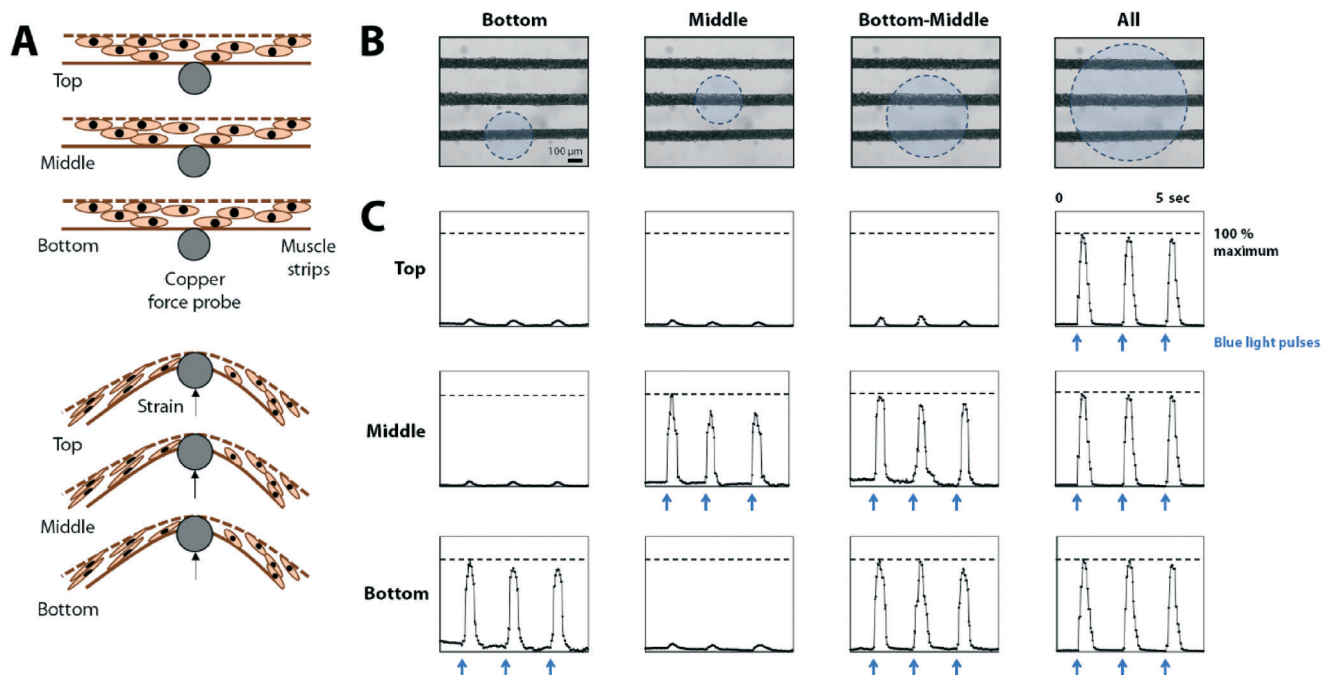 A
Top
Middle
Bottom
Muscle
strips
Copper
force probe
Strain
Top
Middle
Bottom
B
Bottom
Middle
Bottom-Middle
All
100 µm
C
0
5 sec
Top
100 %
maximum
Blue light pulses
Middle
Bottom